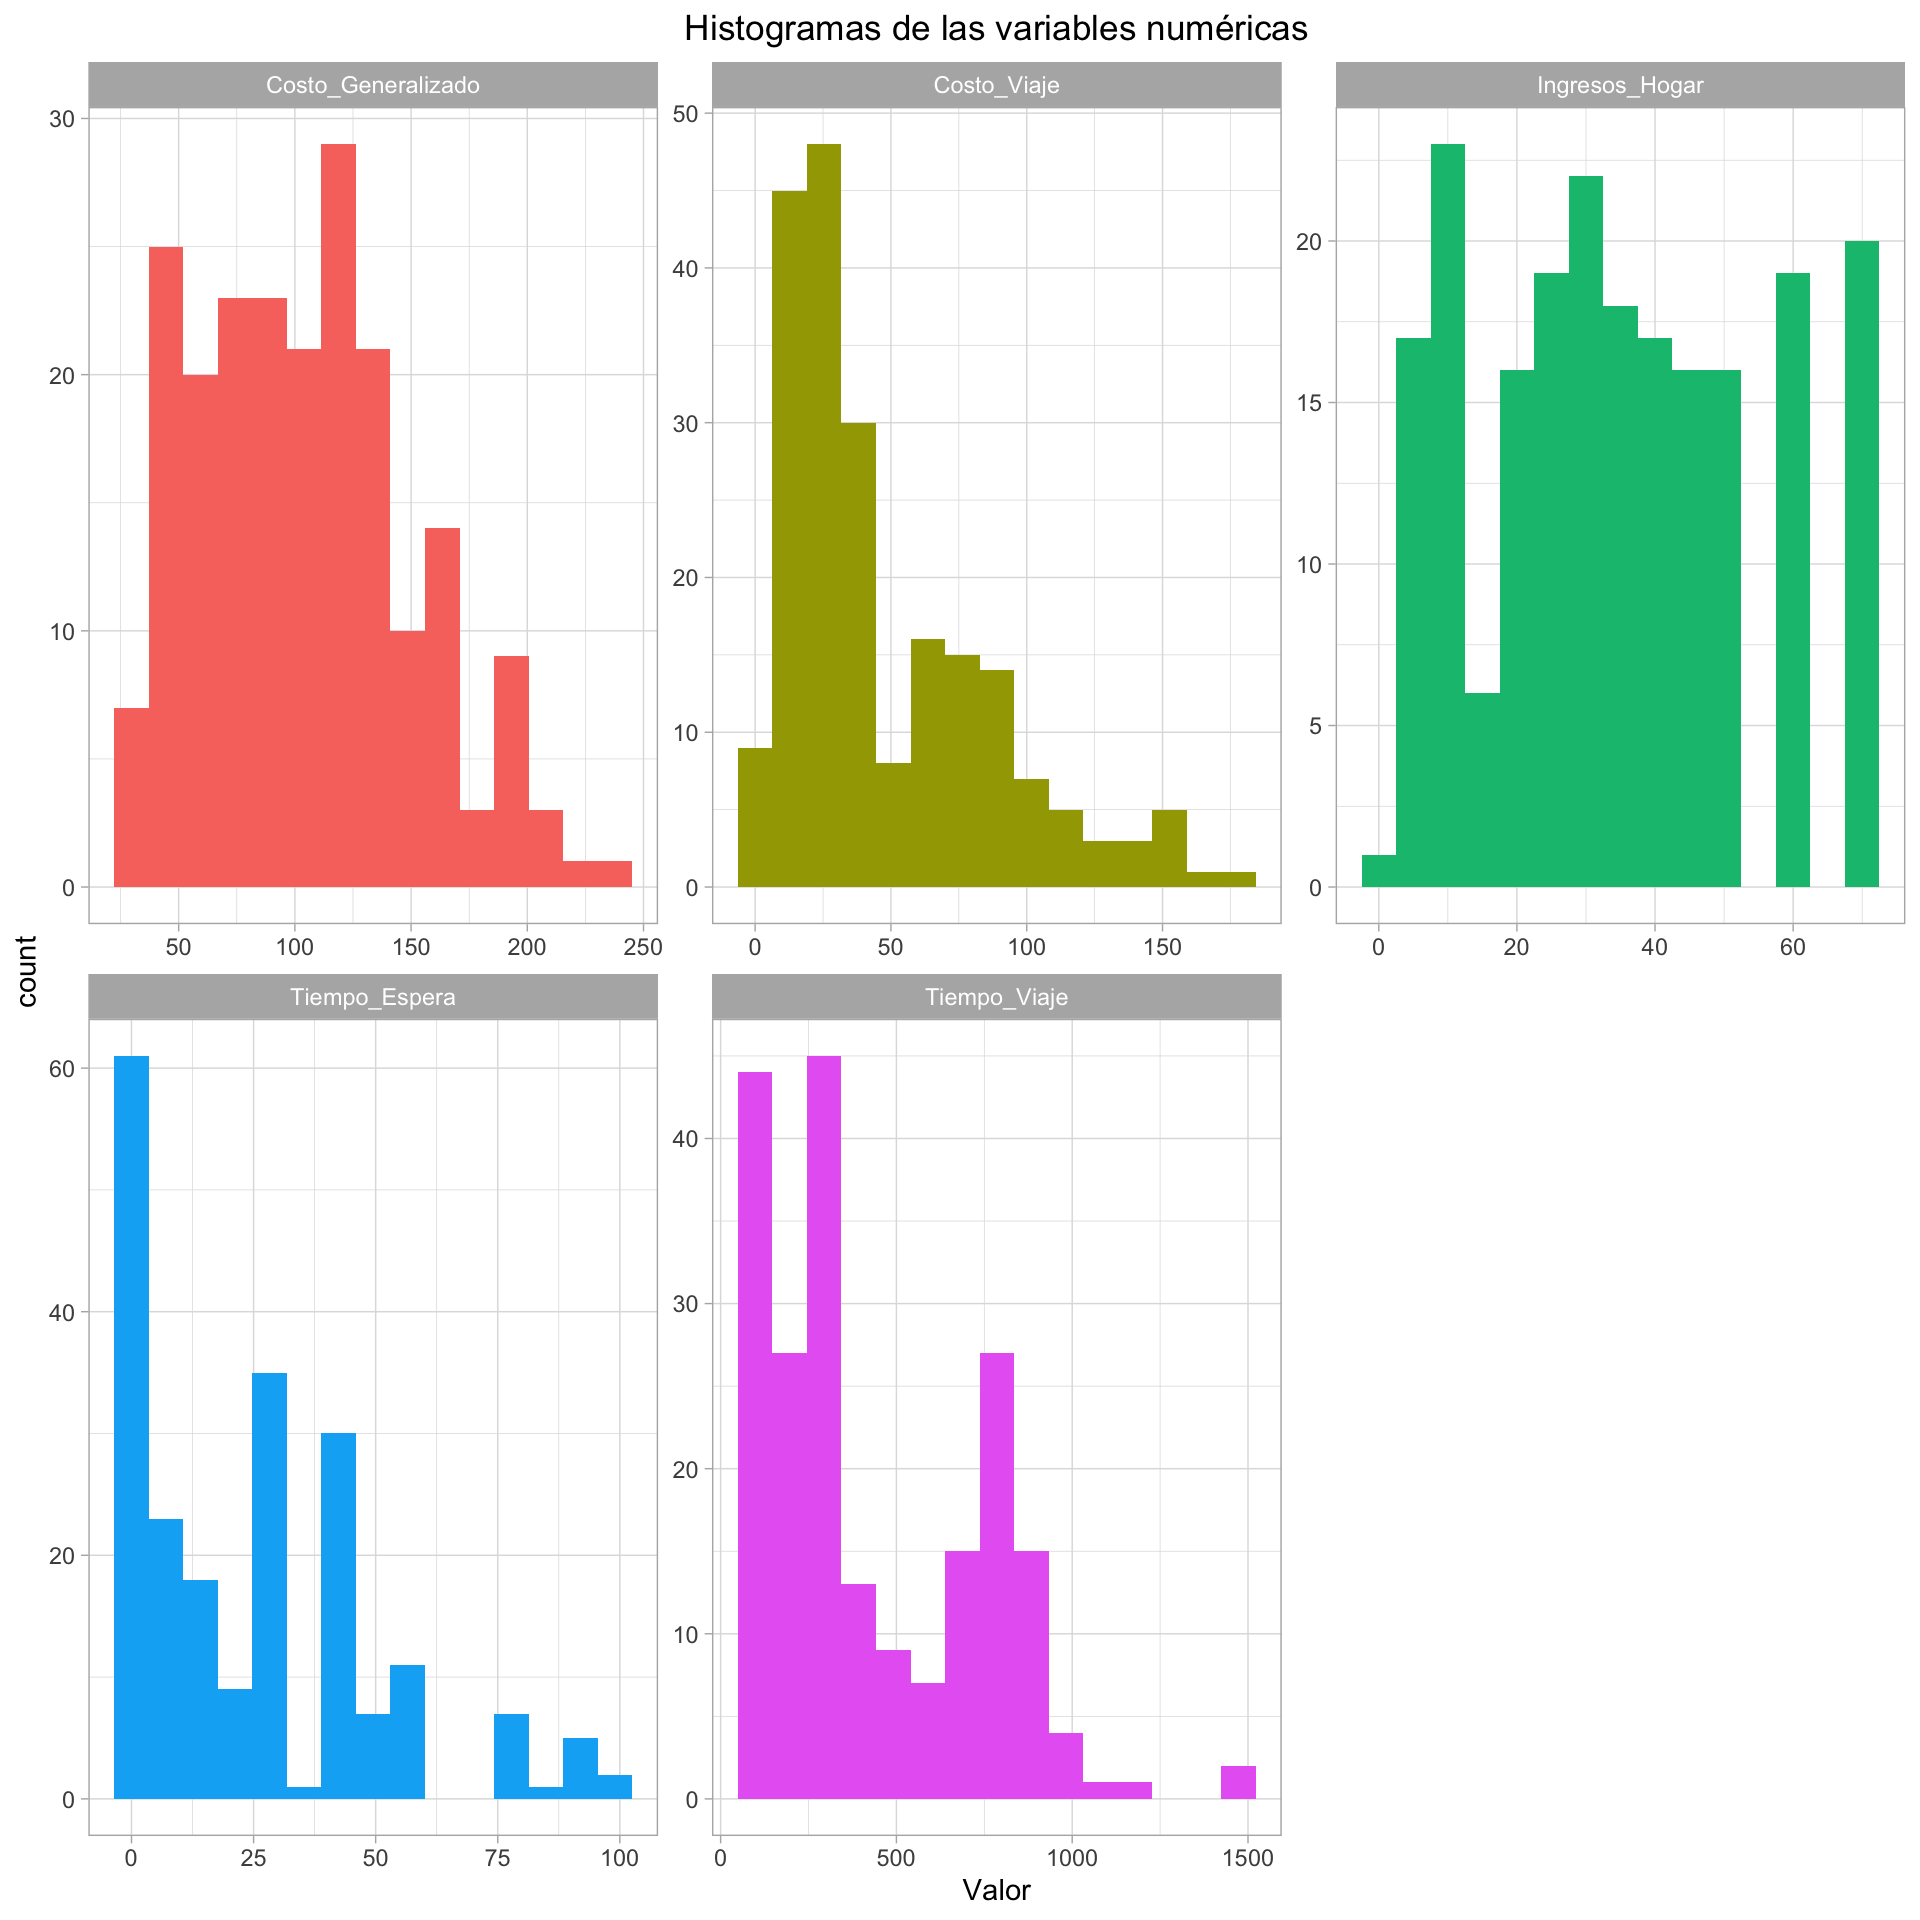 Histogramas de las variables numéricas
Costo_Generalizado Costo_Viaje Ingresos_Hogar
30
20
10
0
50 100 150 200 250
50
40
30
20
10
0
0 50 100 150
20
15
10
5
0
0 20 40 60
count
Tiempo_Espera Tiempo_Viaje
60
40
20
0
0 25 50 75 100
40
30
20
10
0
0 500 1000 1500
Valor